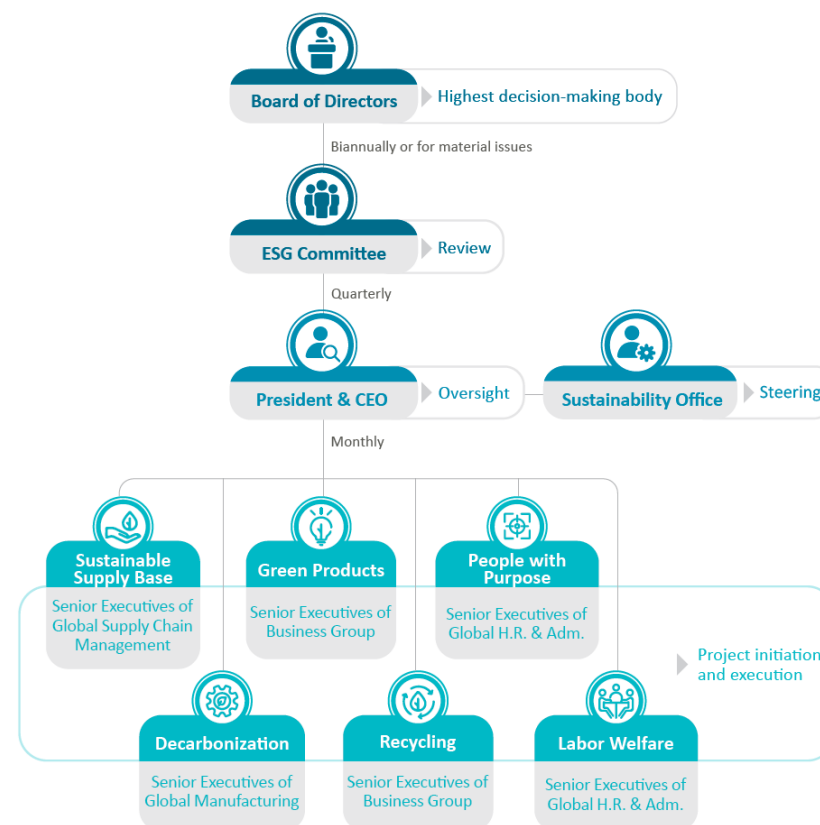 Board of Directors
Highest decision-making body
Biannually or for material issues
ESG Committee
Review
Quarterly
President & CEO
Oversight
Sustainability Office
Steering
Monthly
Sustainable
Supply Base
Senior Executives of
Global Supply Chain
Management
Green Products
Senior Executives of
Business Group
People with
Purpose
Senior Executives of
Global H.R. & Adm.
Project initiation
and execution
Decarbonization
Senior Executives of
Global Manufacturing
Recycling
Senior Executives of
Business Group
Labor Welfare
Senior Executives of
Global H.R. & Adm.